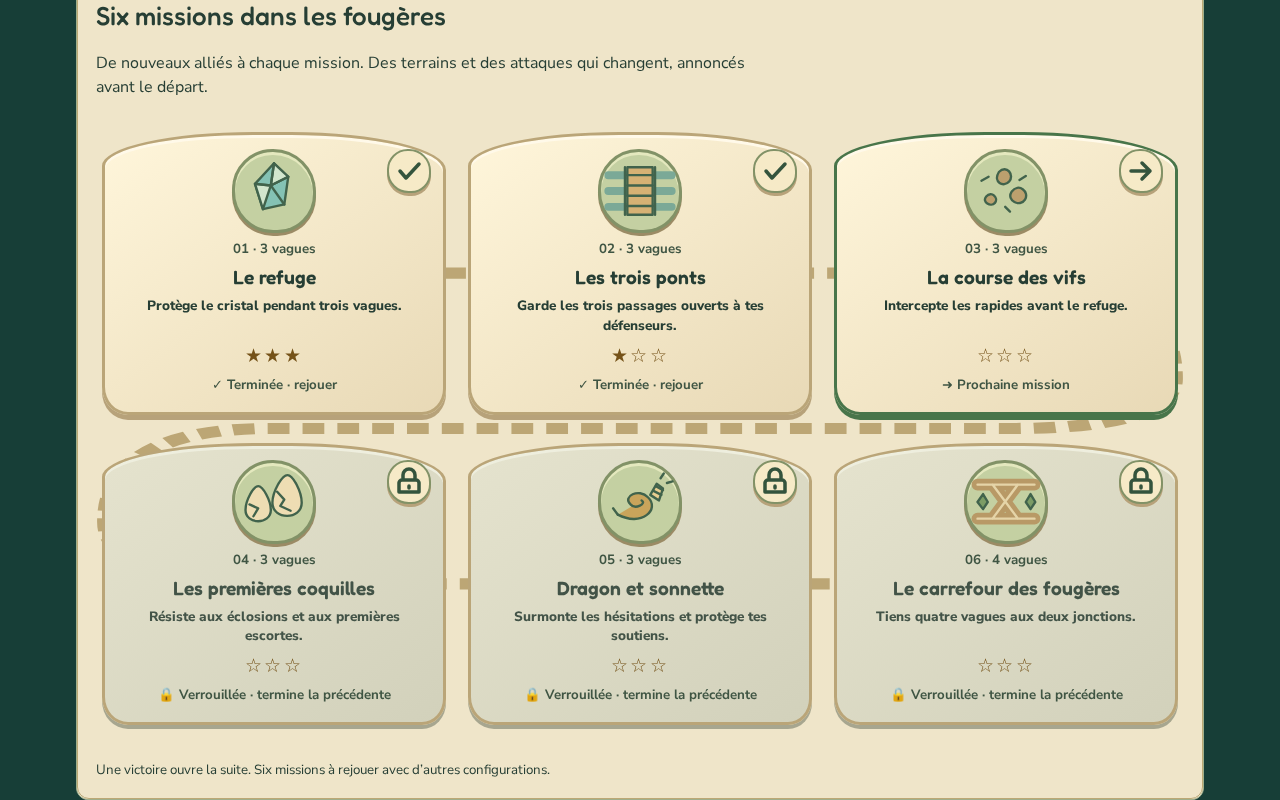 Six missions dans les fougères
De nouveaux alliés à chaque mission. Des terrains et des attaques qui changent, annoncés
avant le départ.
01 · 3 vagues
Le refuge
Protège le cristal pendant trois vagues.
★★★
✓ Terminée · rejouer
02 · 3 vagues
Les trois ponts
Garde les trois passages ouverts à tes
défenseurs.
★☆☆
✓ Terminée · rejouer
03 · 3 vagues
La course des vifs
Intercepte les rapides avant le refuge.
☆☆☆
→ Prochaine mission
04 · 3 vagues
Les premières coquilles
Résiste aux éclosions et aux premières
escortes.
☆☆☆
🔒 Verrouillée · termine la précédente
05 · 3 vagues
Dragon et sonnette
Surmonte les hésitations et protège tes
soutiens.
☆☆☆
🔒 Verrouillée · termine la précédente
06 · 4 vagues
Le carrefour des fougères
Tiens quatre vagues aux deux jonctions.
☆☆☆
🔒 Verrouillée · termine la précédente
Une victoire ouvre la suite. Six missions à rejouer avec d’autres configurations.